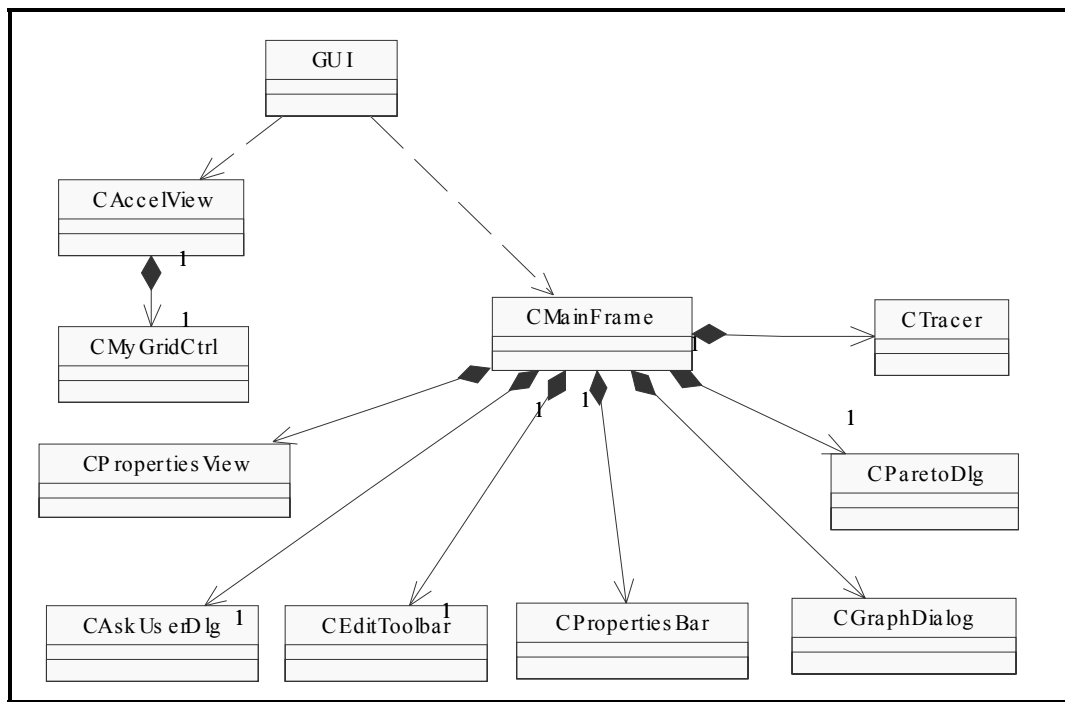 GUI
CAccelView
1
1
CMyGridCtrl
CMainFrame
1
CTracer
1
1
1
CPropertiesView
CParetoDlg
CAskUserDlg
1
CEditToolbar
1
CPropertiesBar
CGraphDialog